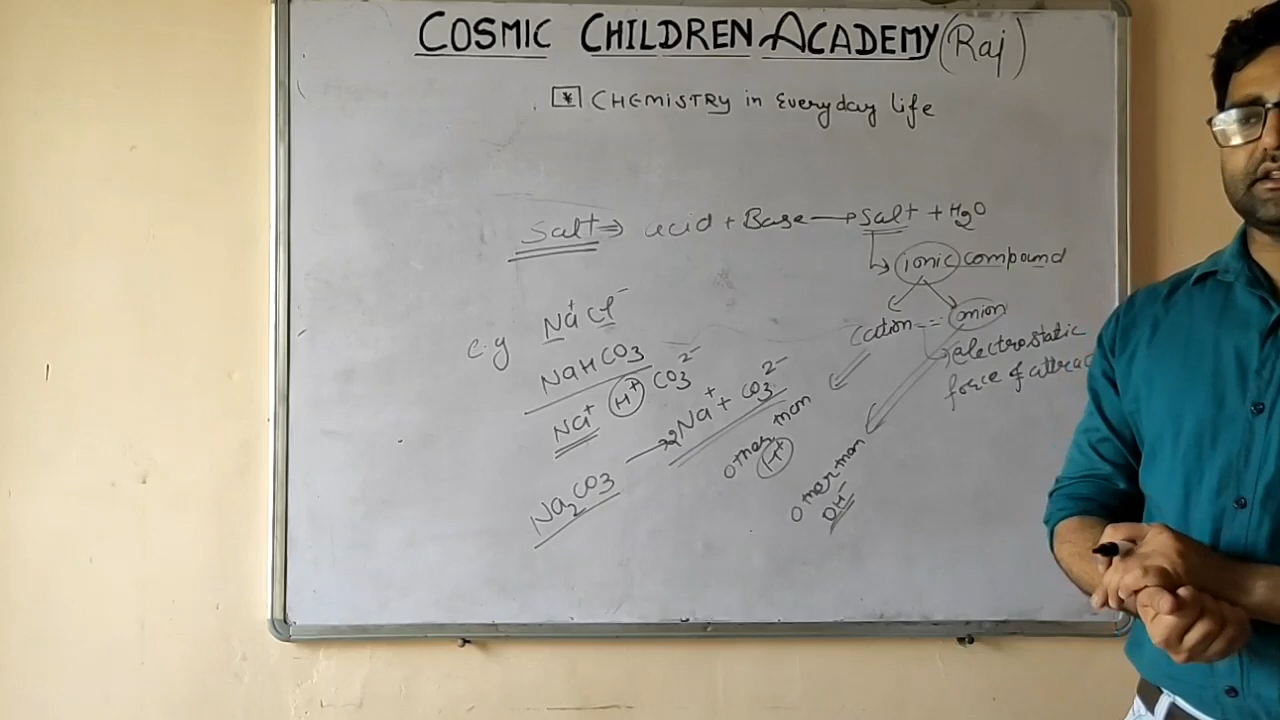 COSMIC CHILDREN ACADEMY (Raj)
* CHEMISTRY in Everyday life
Salt ⇒ acid + Base → Salt + H2O
↳ ionic compound
cation == anion
electrostatic
force of attrac
other than
H+
other than
OH-
e.g Na+Cl-
NaHCO3
Na+ H+ CO3 2-
Na2CO3 → 2Na+ + CO3 2-